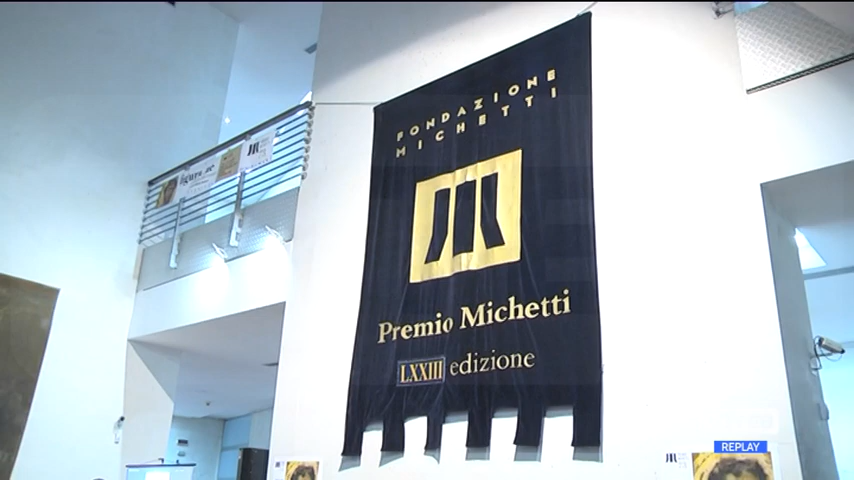 FONDAZIONE
MICHETTI
Premio Michetti
LXXIII edizione
REPLAY